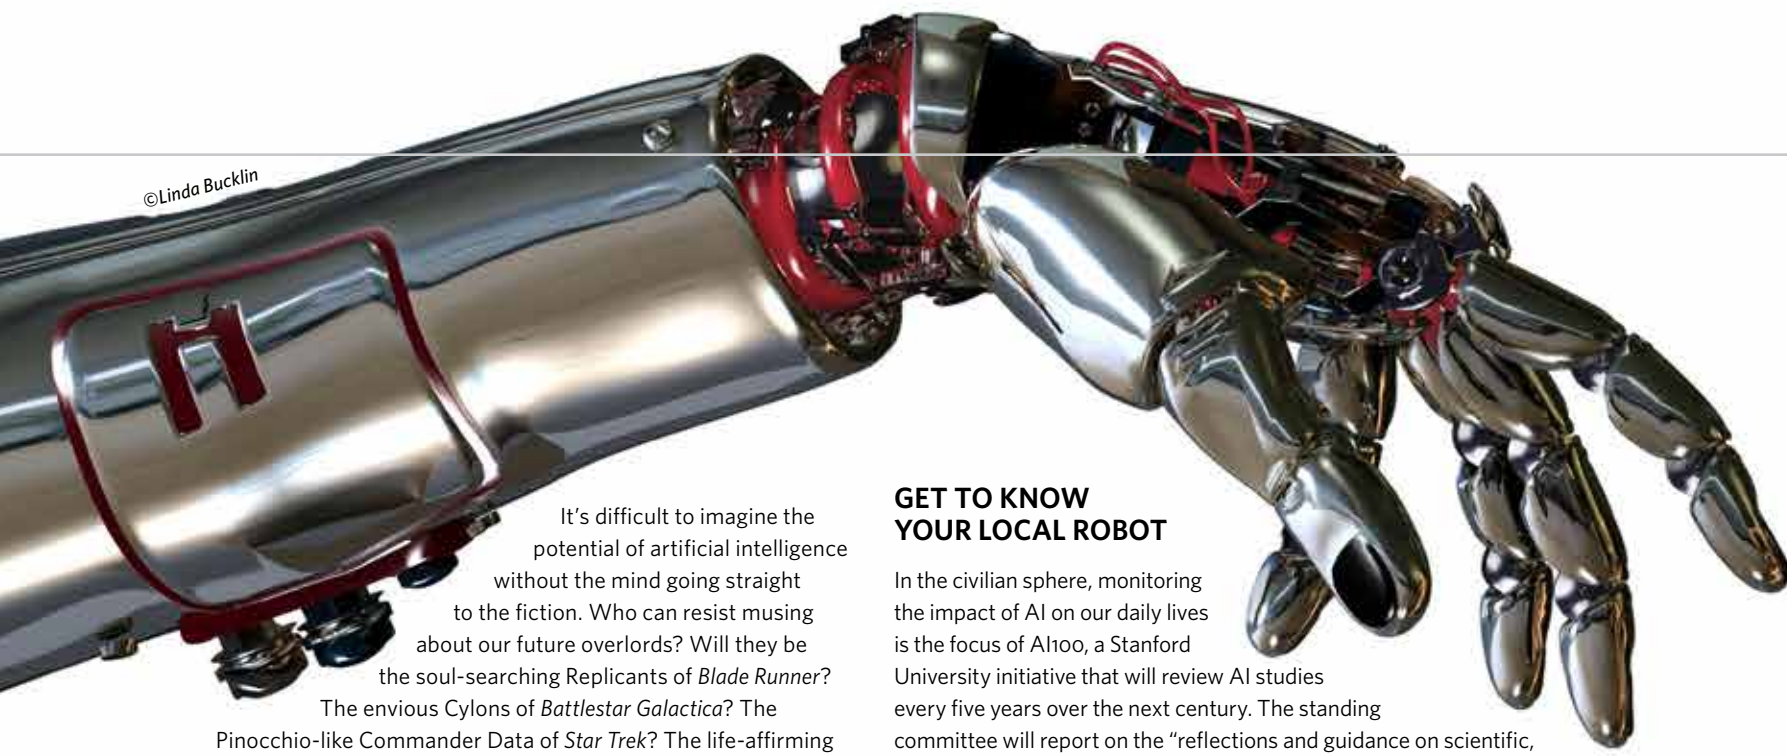 ©Linda Bucklin
It’s difficult to imagine the
potential of artificial intelligence
without the mind going straight
to the fiction. Who can resist musing
about our future overlords? Will they be
the soul-searching Replicants of Blade Runner?
The envious Cylons of Battlestar Galactica? The
Pinocchio-like Commander Data of Star Trek? The life-affirming
GET TO KNOW
YOUR LOCAL ROBOT
In the civilian sphere, monitoring
the impact of AI on our daily lives
is the focus of AI100, a Stanford
University initiative that will review AI studies
every five years over the next century. The standing
committee will report on the “reflections and guidance on scientific,